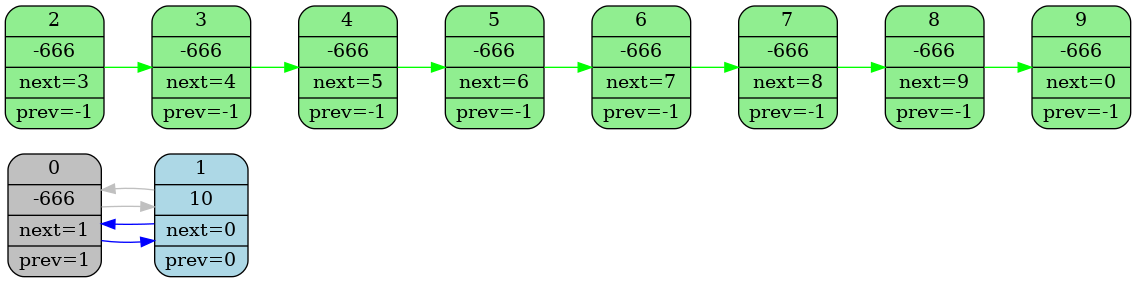 2
-666
next=3
prev=-1
3
-666
next=4
prev=-1
4
-666
next=5
prev=-1
5
-666
next=6
prev=-1
6
-666
next=7
prev=-1
7
-666
next=8
prev=-1
8
-666
next=9
prev=-1
9
-666
next=0
prev=-1
0
-666
next=1
prev=1
1
10
next=0
prev=0